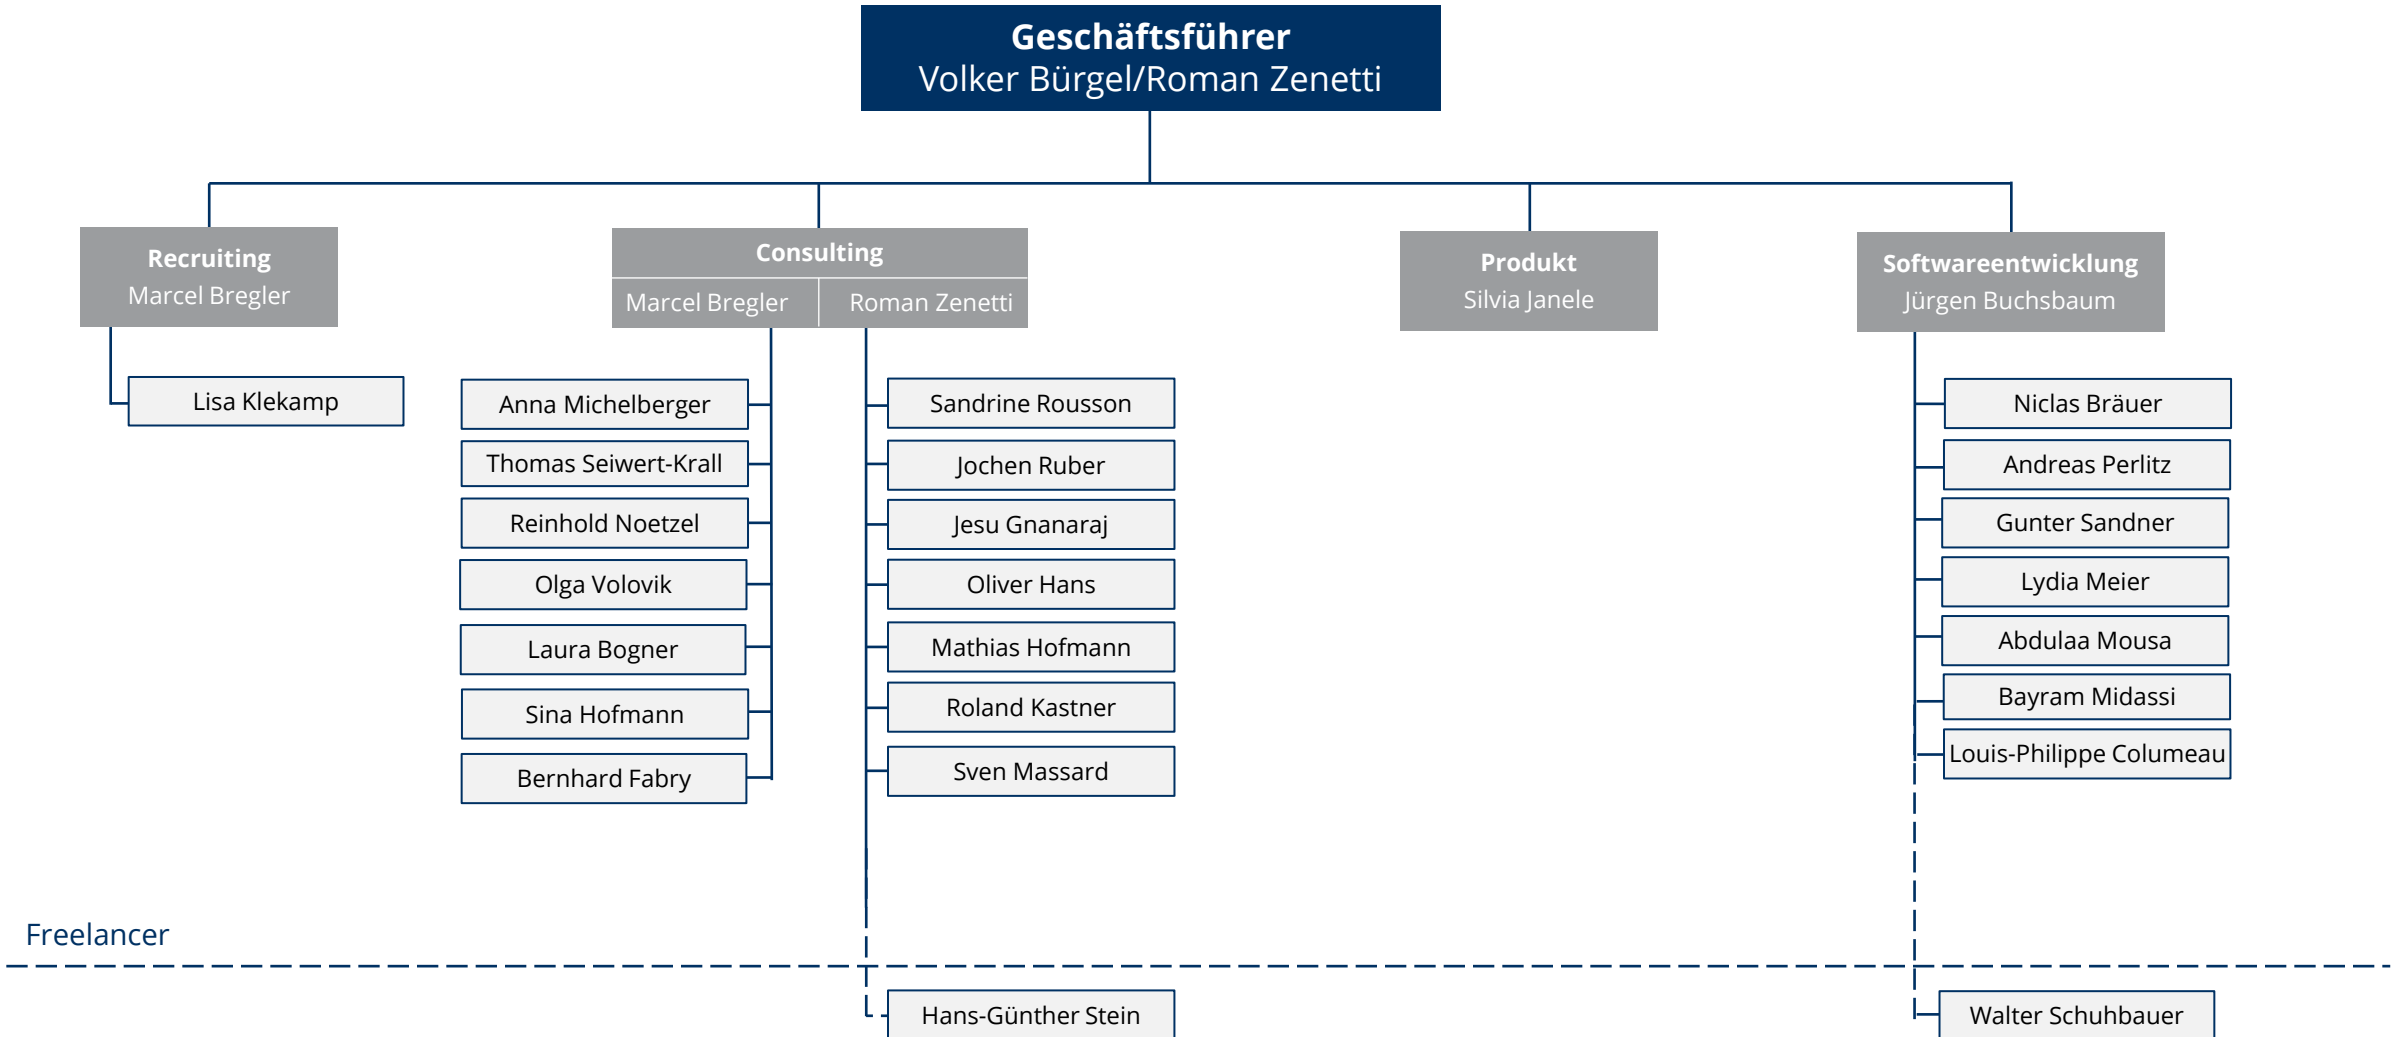 Geschäftsführer
Volker Bürgel/Roman Zenetti
Recruiting
Marcel Bregler
Consulting
Marcel Bregler
Roman Zenetti
Produkt
Silvia Janele
Softwareentwicklung
Jürgen Buchsbaum
Lisa Klekamp
Anna Michelberger
Thomas Seiwert-Krall
Reinhold Noetzel
Olga Volovik
Laura Bogner
Sina Hofmann
Bernhard Fabry
Sandrine Rousson
Jochen Ruber
Jesu Gnanaraj
Oliver Hans
Mathias Hofmann
Roland Kastner
Sven Massard
Niclas Bräuer
Andreas Perlitz
Gunter Sandner
Lydia Meier
Abdulaa Mousa
Bayram Midassi
Louis-Philippe Columeau
Freelancer
Hans-Günther Stein
Walter Schuhbauer